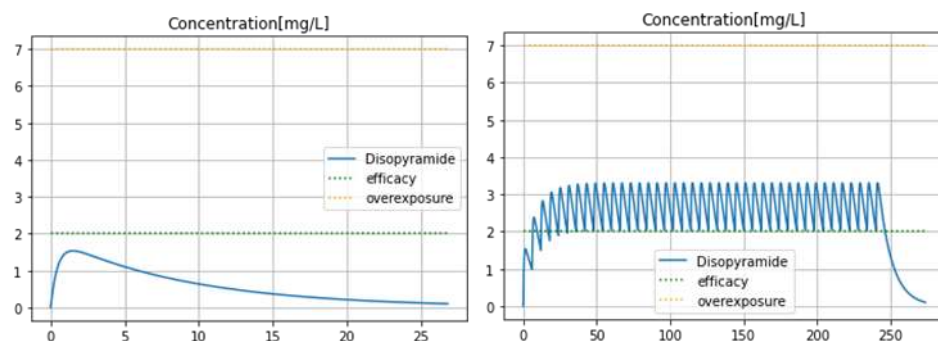 Concentration[mg/L]
7
6
5
4
3
2
1
0
Disopyramide
efficacy
overexposure
0 5 10 15 20 25
Concentration[mg/L]
7
6
5
4
3
2
1
0
Disopyramide
efficacy
overexposure
0 50 100 150 200 250